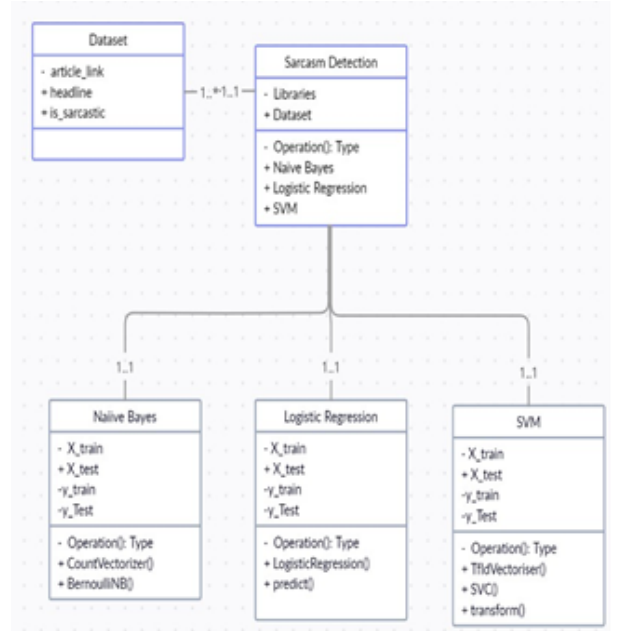 Dataset
- article_link
+ headline
+ is_sarcastic
1..*
1..1
Sarcasm Detection
- Libraries
+ Dataset
- Operation(): Type
+ Naive Bayes
+ Logistic Regression
+ SVM
1..1
1..1
1..1
Naiive Bayes
- X_train
+ X_test
-y_train
-y_Test
- Operation(): Type
+ CountVectorizer()
+ BernoulliNB()
Logistic Regression
- X_train
+ X_test
-y_train
-y_Test
- Operation(): Type
+ LogisticRegression()
+ predict()
SVM
- X_train
+ X_test
-y_train
-y_Test
- Operation(): Type
+ TfIdVectoriser()
+ SVC()
+ transform()